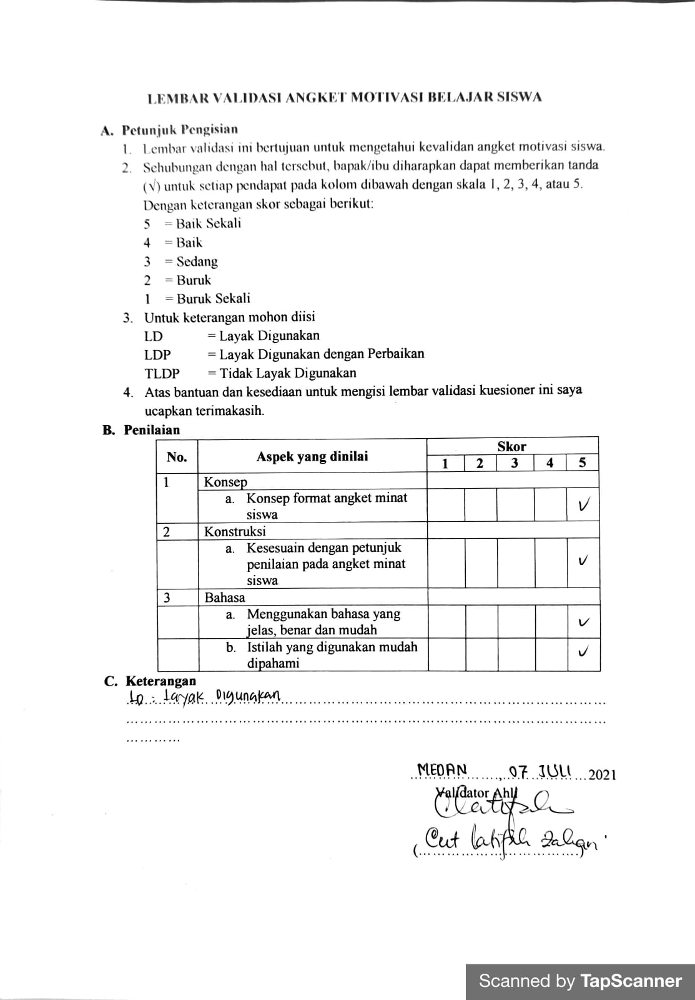 LEMBAR VALIDASI ANGKET MOTIVASI BELAJAR SISWA
A. Petunjuk Pengisian
1. Lembar validasi ini bertujuan untuk mengetahui kevalidan angket motivasi siswa.
2. Sehubungan dengan hal tersebut, bapak/ibu diharapkan dapat memberikan tanda
(√) untuk setiap pendapat pada kolom dibawah dengan skala 1, 2, 3, 4, atau 5.
Dengan keterangan skor sebagai berikut:
5 = Baik Sekali
4 = Baik
3 = Sedang
2 = Buruk
1 = Buruk Sekali
3. Untuk keterangan mohon diisi
LD = Layak Digunakan
LDP = Layak Digunakan dengan Perbaikan
TLDP = Tidak Layak Digunakan
4. Atas bantuan dan kesediaan untuk mengisi lembar validasi kuesioner ini saya
ucapkan terimakasih.
B. Penilaian
No. Aspek yang dinilai Skor
1 2 3 4 5
1 Konsep
a. Konsep format angket minat
siswa ✓
2 Konstruksi
a. Kesesuain dengan petunjuk
penilaian pada angket minat
siswa ✓
3 Bahasa
a. Menggunakan bahasa yang
jelas, benar dan mudah ✓
b. Istilah yang digunakan mudah
dipahami ✓
C. Keterangan
LD : Layak Digunakan
MEDAN, 07 JULI 2021
Validator Ahli
(Cut Latifah Zahari)
Scanned by TapScanner